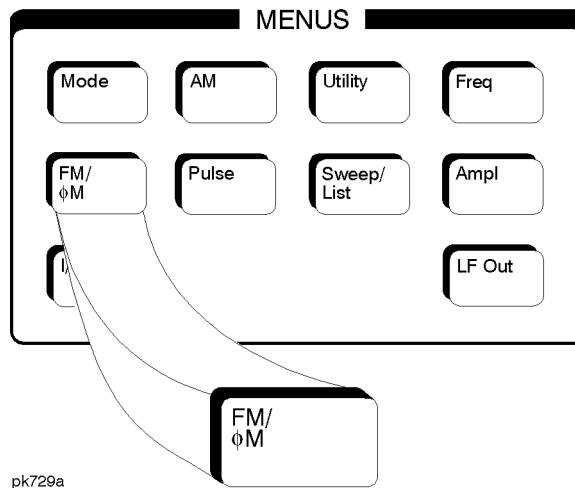 MENUS
Mode
AM
Utility
Freq
FM/
φM
Pulse
Sweep/
List
Ampl
I/
LF Out
FM/
φM
pk729a